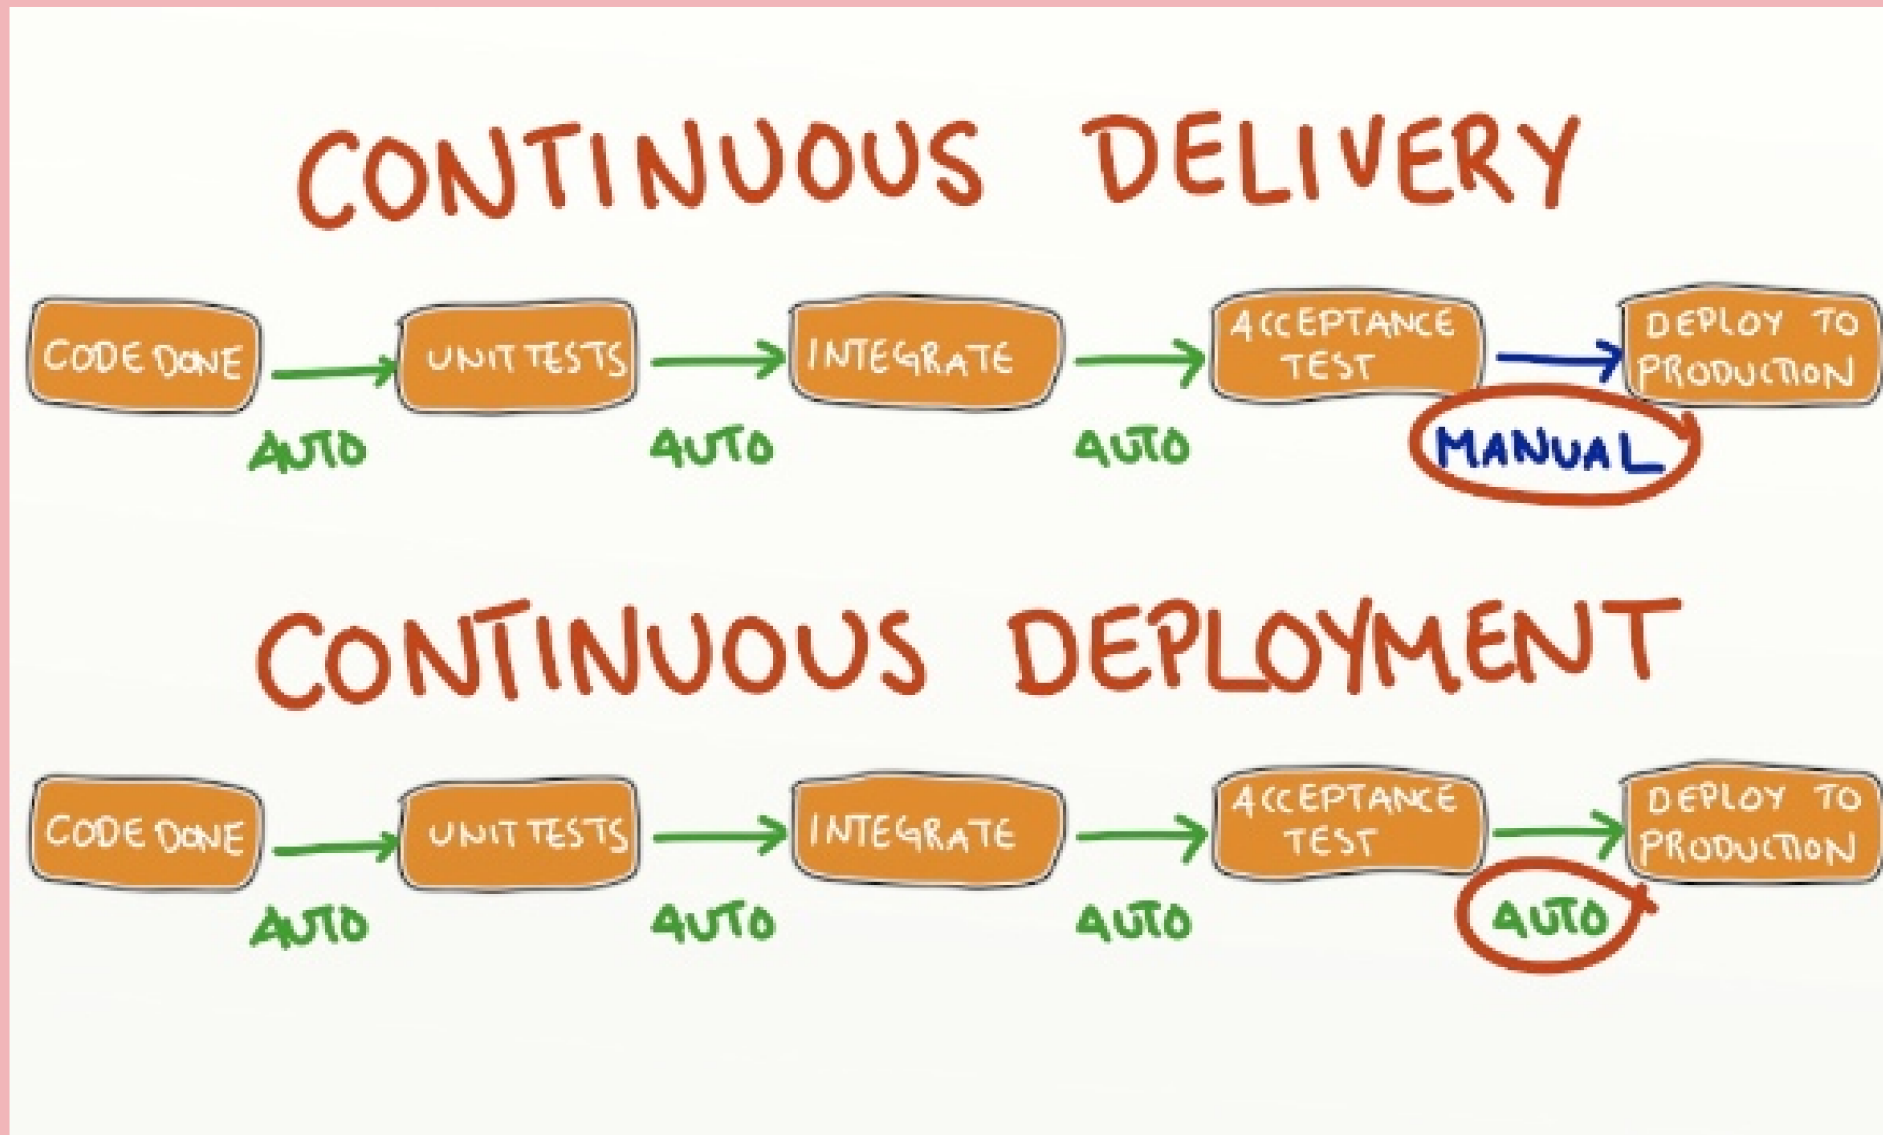 CONTINUOUS DELIVERY
CODE DONE
UNIT TESTS
INTEGRATE
ACCEPTANCE
TEST
DEPLOY TO
PRODUCTION
AUTO
AUTO
AUTO
MANUAL
CONTINUOUS DEPLOYMENT
CODE DONE
UNIT TESTS
INTEGRATE
ACCEPTANCE
TEST
DEPLOY TO
PRODUCTION
AUTO
AUTO
AUTO
AUTO